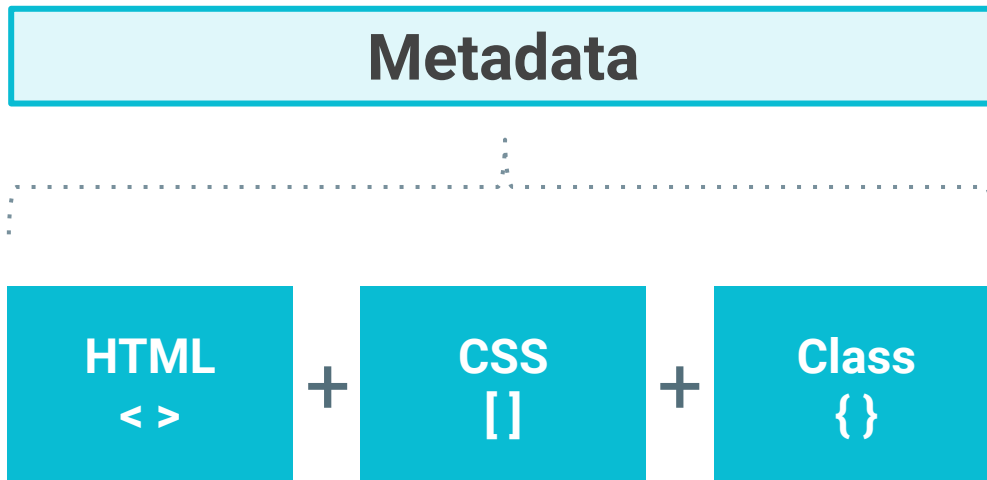 Metadata
HTML
< >
+
CSS
[ ]
+
Class
{ }